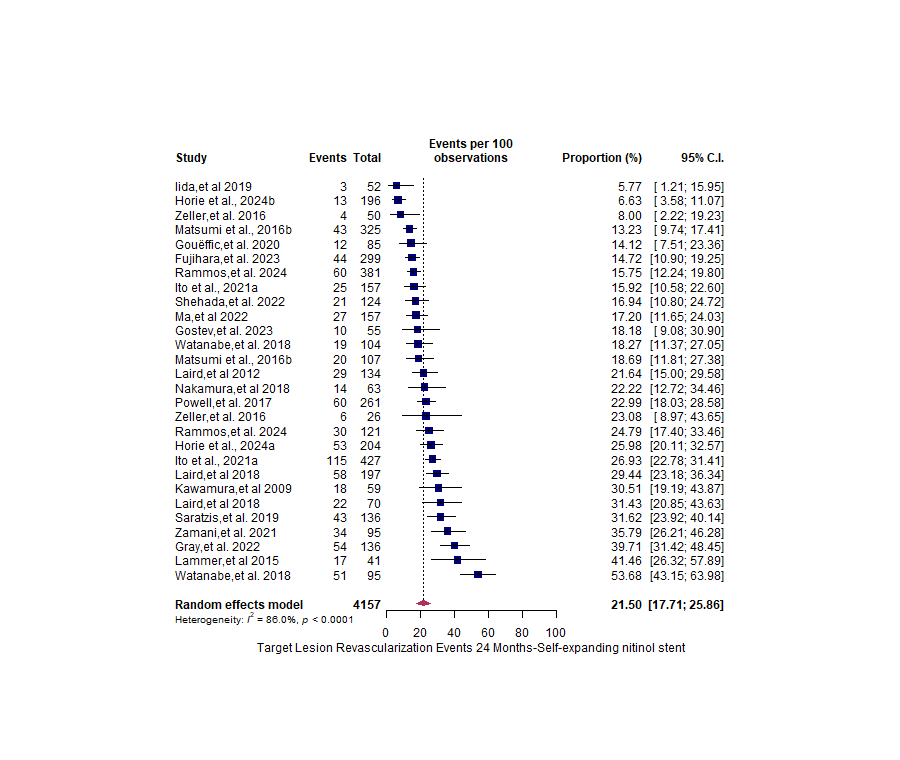 Events per 100
Study Events Total observations Proportion (%) 95% C.I.
Iida,et al 2019 3 52 5.77 [ 1.21; 15.95]
Horie et al., 2024b 13 196 6.63 [ 3.58; 11.07]
Zeller,et al. 2016 4 50 8.00 [ 2.22; 19.23]
Matsumi et al., 2016b 43 325 13.23 [ 9.74; 17.41]
Gouëffic,et al. 2020 12 85 14.12 [ 7.51; 23.36]
Fujihara,et al. 2023 44 299 14.72 [10.90; 19.25]
Rammos,et al. 2024 60 381 15.75 [12.24; 19.80]
Ito et al., 2021a 25 157 15.92 [10.58; 22.60]
Shehada,et al. 2022 21 124 16.94 [10.80; 24.72]
Ma,et al 2022 27 157 17.20 [11.65; 24.03]
Gostev,et al. 2023 10 55 18.18 [ 9.08; 30.90]
Watanabe,et al. 2018 19 104 18.27 [11.37; 27.05]
Matsumi et al., 2016b 20 107 18.69 [11.81; 27.38]
Laird,et al 2012 29 134 21.64 [15.00; 29.58]
Nakamura,et al 2018 14 63 22.22 [12.72; 34.46]
Powell,et al. 2017 60 261 22.99 [18.03; 28.58]
Zeller,et al. 2016 6 26 23.08 [ 8.97; 43.65]
Rammos,et al. 2024 30 121 24.79 [17.40; 33.46]
Horie et al., 2024a 53 204 25.98 [20.11; 32.57]
Ito et al., 2021a 115 427 26.93 [22.78; 31.41]
Laird,et al 2018 58 197 29.44 [23.18; 36.34]
Kawamura,et al 2009 18 59 30.51 [19.19; 43.87]
Laird,et al 2018 22 70 31.43 [20.85; 43.63]
Saratzis,et al. 2019 43 136 31.62 [23.92; 40.14]
Zamani,et al. 2021 34 95 35.79 [26.21; 46.28]
Gray,et al. 2022 54 136 39.71 [31.42; 48.45]
Lammer,et al 2015 17 41 41.46 [26.32; 57.89]
Watanabe,et al. 2018 51 95 53.68 [43.15; 63.98]
Random effects model 4157 21.50 [17.71; 25.86]
Heterogeneity: I² = 86.0%, p < 0.0001
0 20 40 60 80 100
Target Lesion Revascularization Events 24 Months-Self-expanding nitinol stent